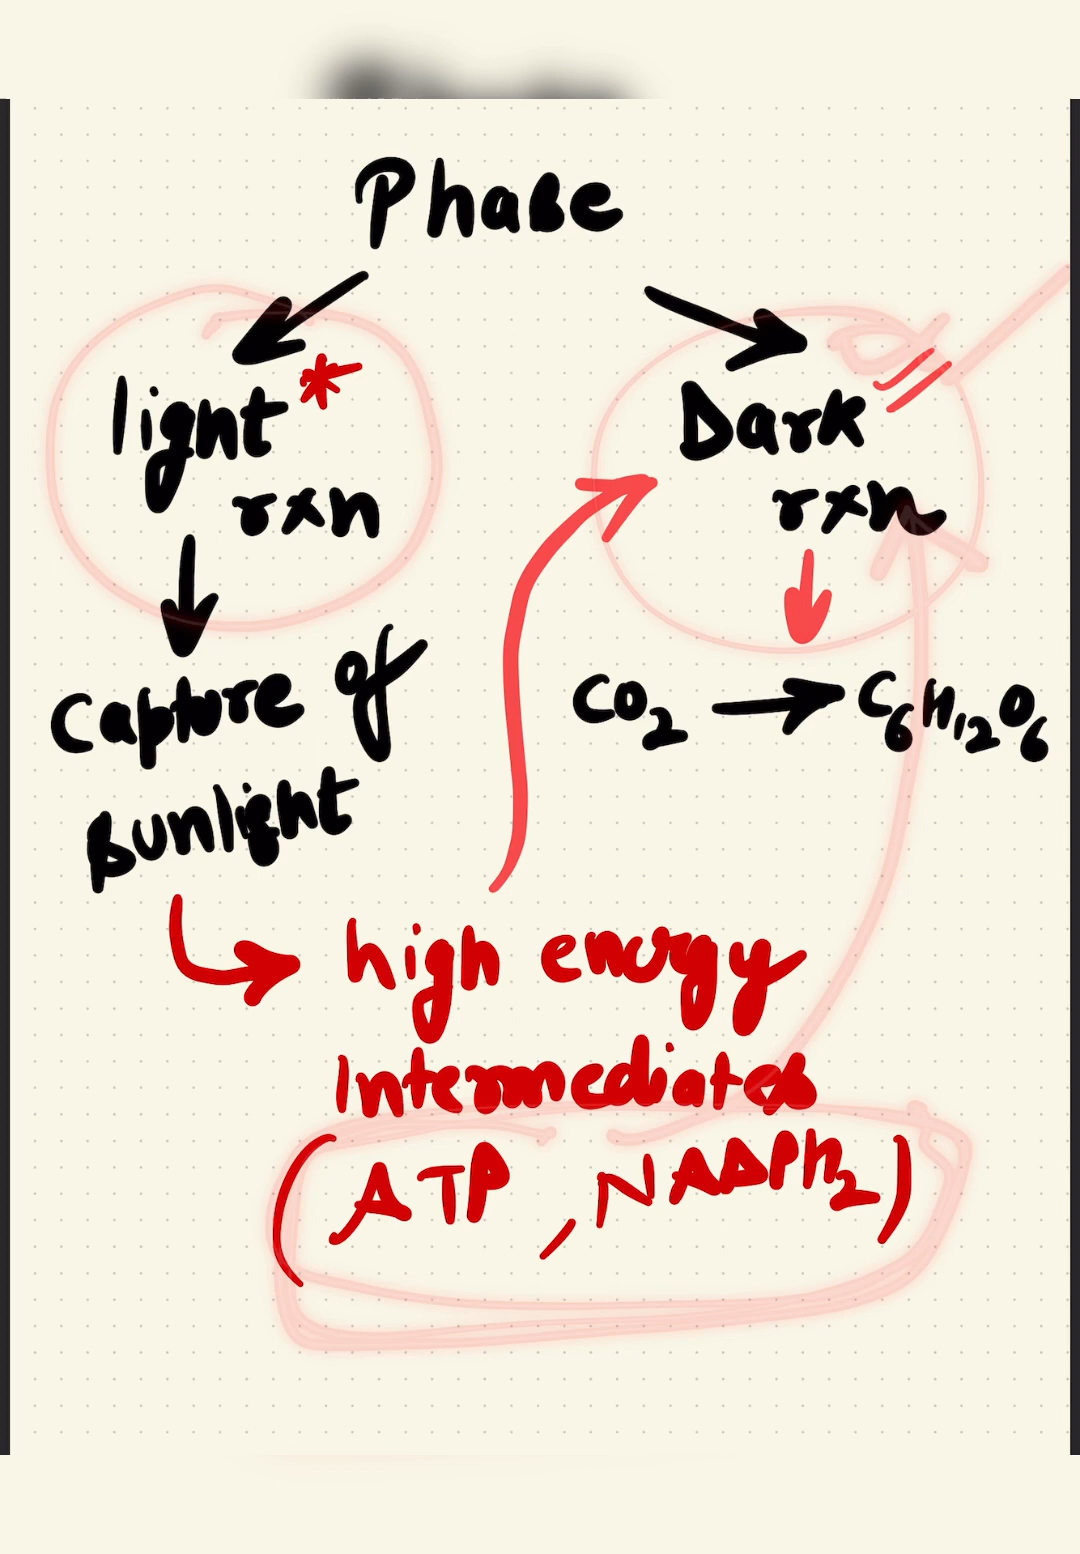 Phase
light *
rxn
Dark
rxn
Capture of
sunlight
CO2 → C6H12O6
high energy
Intermediates
(ATP, NADPH2)